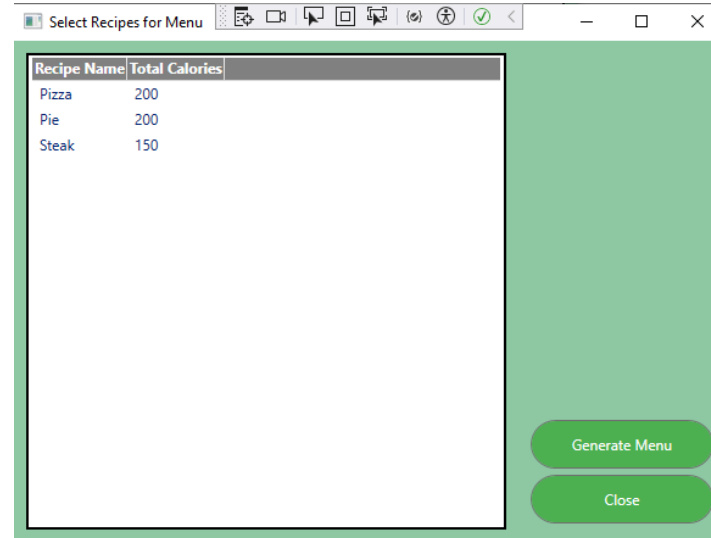 Select Recipes for Menu
Recipe Name Total Calories
Pizza 200
Pie 200
Steak 150
Generate Menu
Close